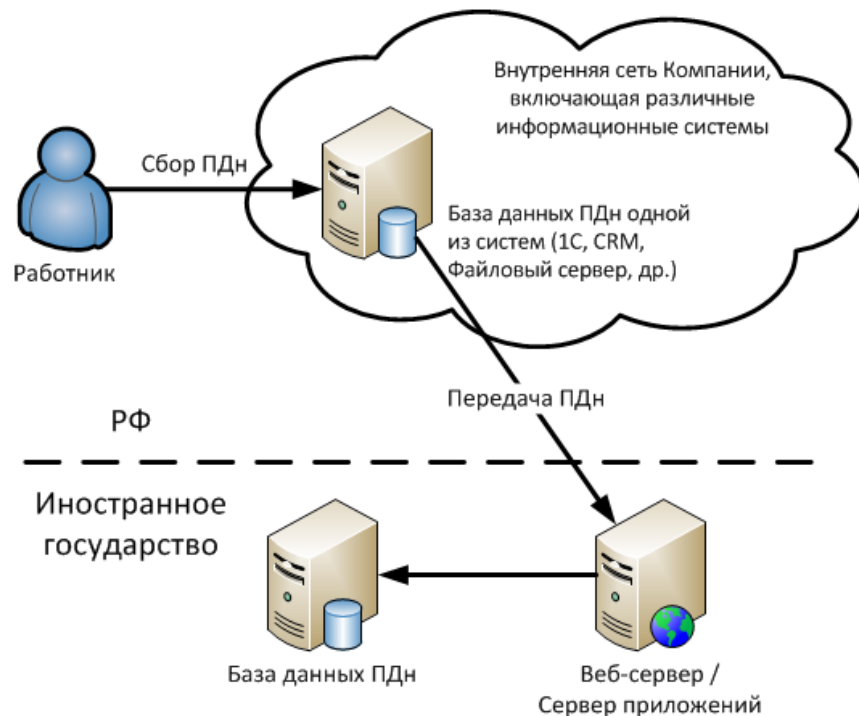 Внутренняя сеть Компании,
включающая различные
информационные системы
Сбор ПДн
База данных ПДн одной
из систем (1С, CRM,
Файловый сервер, др.)
Работник
Передача ПДн
РФ
Иностранное
государство
База данных ПДн
Веб-сервер /
Сервер приложений